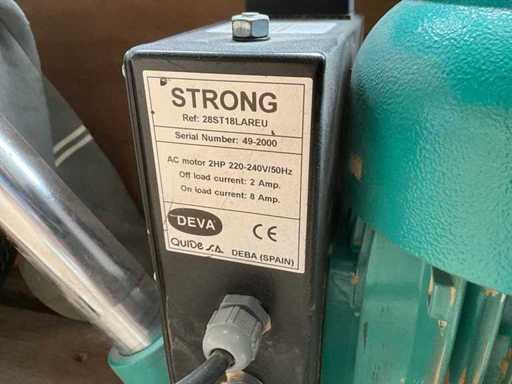 STRONG
Ref: 28ST18LAREU
Serial Number: 49-2000
AC motor 2HP 220-240V/50Hz
Off load current: 2 Amp.
On load current: 8 Amp.
DEVA CE
QUIDE S.A. DEBA (SPAIN)